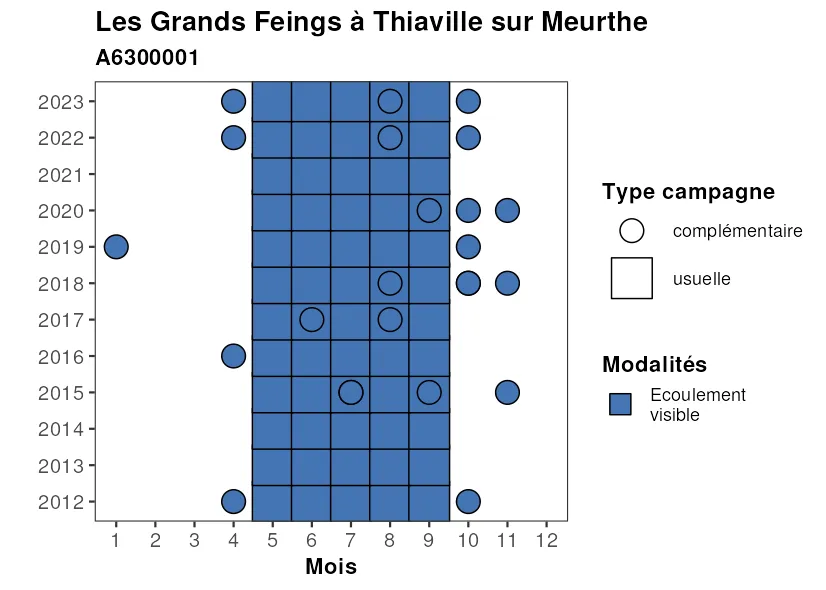 Les Grands Feings à Thiaville sur Meurthe
A6300001
2023
2022
2021
2020
2019
2018
2017
2016
2015
2014
2013
2012
1 2 3 4 5 6 7 8 9 10 11 12
Mois
Type campagne
complémentaire
usuelle
Modalités
Ecoulement
visible